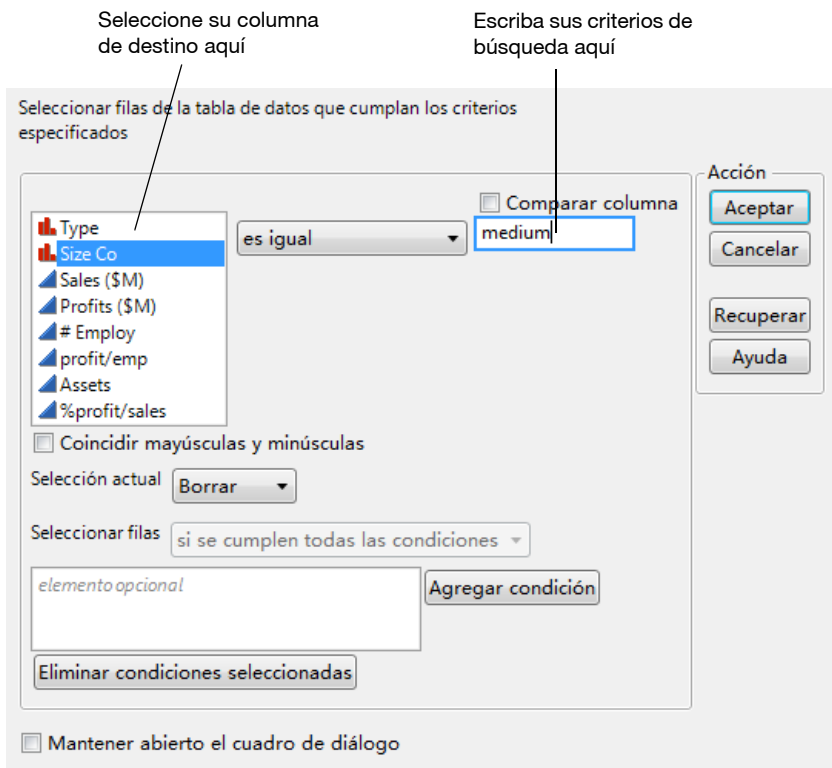 Seleccione su columna
de destino aquí
Escriba sus criterios de
búsqueda aquí
Seleccionar filas de la tabla de datos que cumplan los criterios
especificados
Acción
Comparar columna
Type
Size Co
Sales ($M)
Profits ($M)
# Employ
profit/emp
Assets
%profit/sales
es igual
medium
Aceptar
Cancelar
Recuperar
Ayuda
Coincidir mayúsculas y minúsculas
Selección actual Borrar
Seleccionar filas si se cumplen todas las condiciones
elemento opcional
Agregar condición
Eliminar condiciones seleccionadas
Mantener abierto el cuadro de diálogo